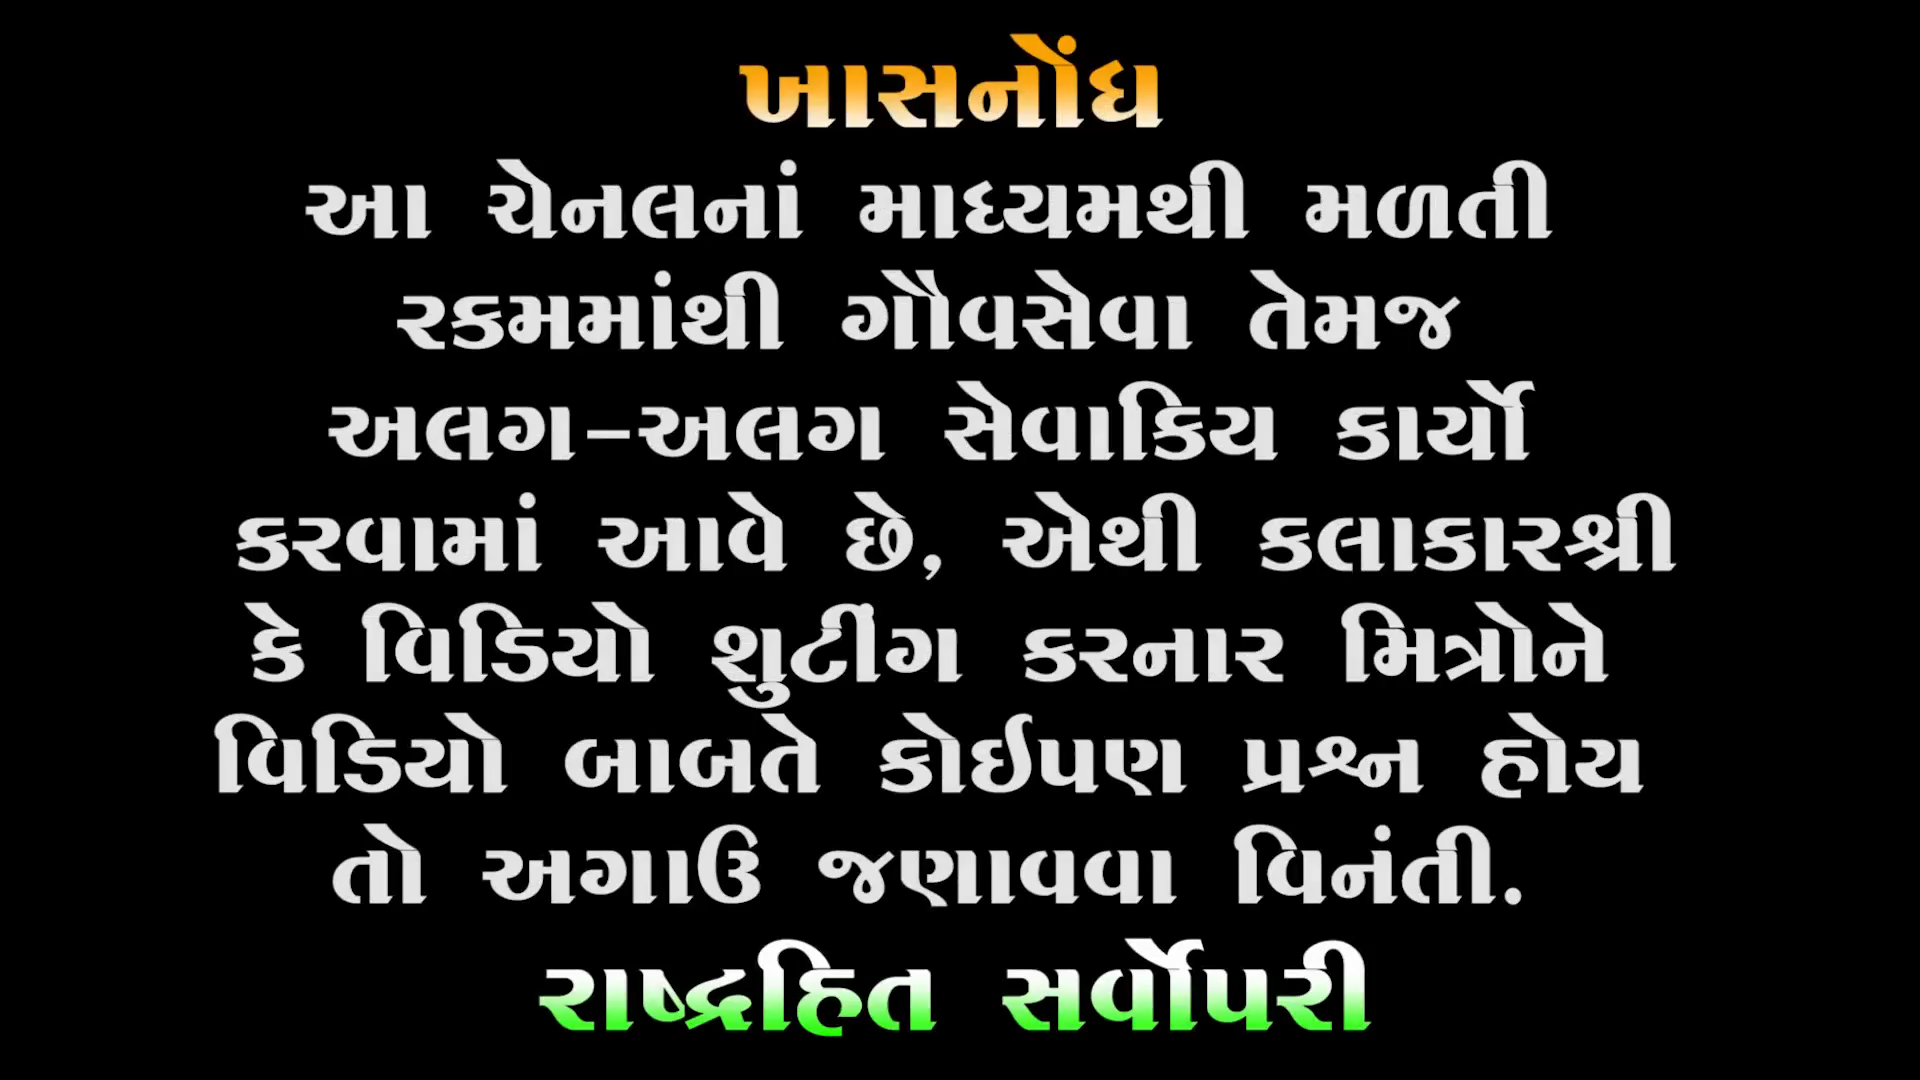 ખાસનોંધ
આ ચેનલનાં માધ્યમથી મળતી
રકમમાંથી ગૌવસેવા તેમજ
અલગ-અલગ સેવાકિય કાર્યો
કરવામાં આવે છે, એથી કલાકારશ્રી
કે વિડિયો શુટીંગ કરનાર મિત્રોને
વિડિયો બાબતે કોઈપણ પ્રશ્ન હોય
તો અગાઉ જણાવવા વિનંતી.
રાષ્ટ્રહિત સર્વોપરી